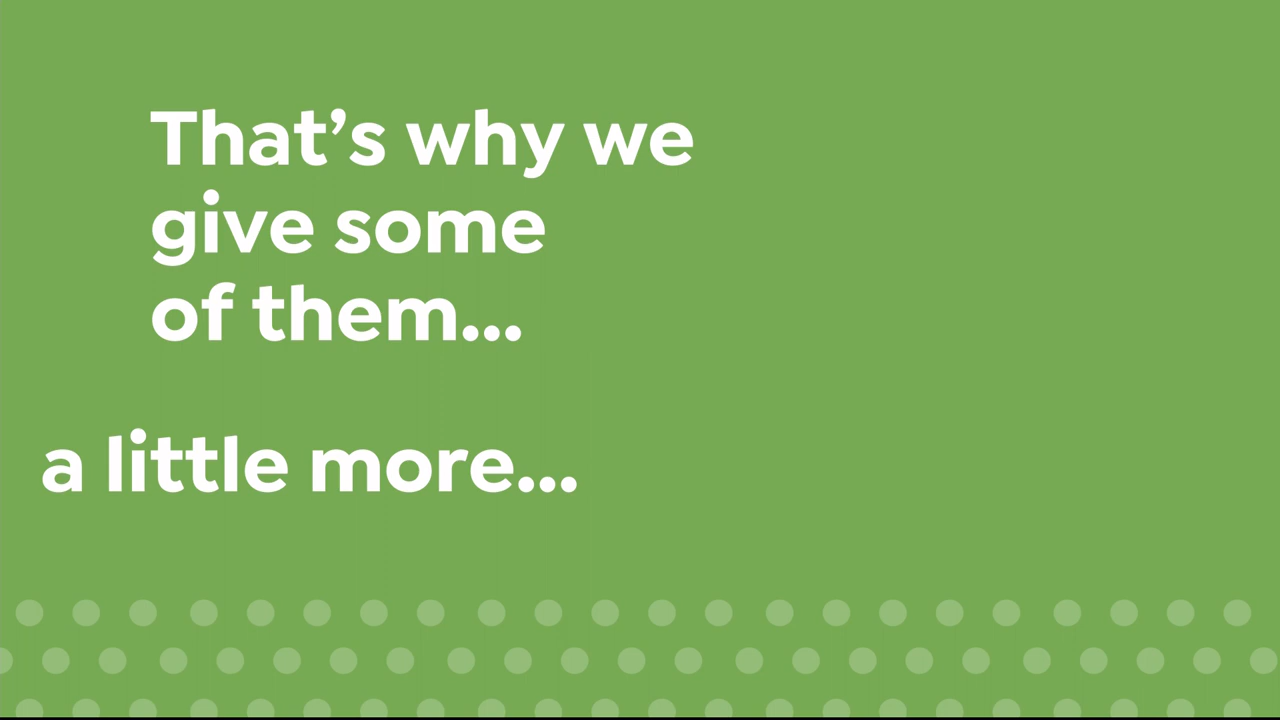 That’s why we
give some
of them...
a little more...